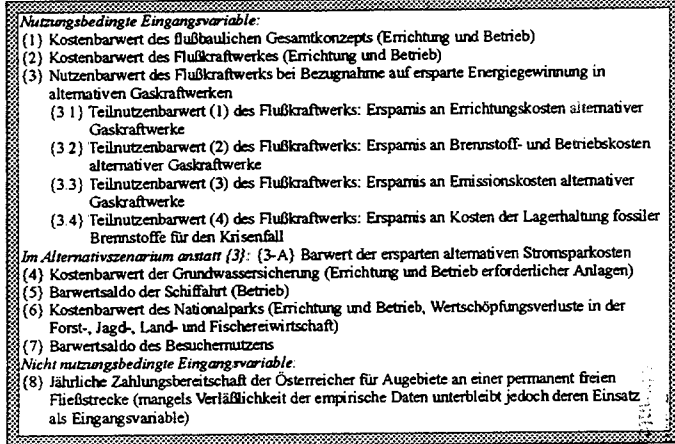 Nutzungsbedingte Eingangsvariable:
{1} Kostenbarwert des flußbaulichen Gesamtkonzepts (Errichtung und Betrieb)
{2} Kostenbarwert des Flußkraftwerkes (Errichtung und Betrieb)
{3} Nutzenbarwert des Flußkraftwerks bei Bezugnahme auf ersparte Energiegewinnung in
alternativen Gaskraftwerken
{3.1} Teilnutzenbarwert (1) des Flußkraftwerks: Ersparnis an Errichtungskosten alternativer
Gaskraftwerke
{3.2} Teilnutzenbarwert (2) des Flußkraftwerks: Ersparnis an Brennstoff- und Betriebskosten
alternativer Gaskraftwerke
{3.3} Teilnutzenbarwert (3) des Flußkraftwerks: Ersparnis an Emissionskosten alternativer
Gaskraftwerke
{3.4} Teilnutzenbarwert (4) des Flußkraftwerks: Ersparnis an Kosten der Lagerhaltung fossiler
Brennstoffe für den Krisenfall
Im Alternativszenarium anstatt {3}: {3-A} Barwert der ersparten alternativen Stromsparkosten
{4} Kostenbarwert der Grundwassersicherung (Errichtung und Betrieb erforderlicher Anlagen)
{5} Barwertsaldo der Schiffahrt (Betrieb)
{6} Kostenbarwert des Nationalparks (Errichtung und Betrieb, Wertschöpfungsverluste in der
Forst-, Jagd-, Land- und Fischereiwirtschaft)
{7} Barwertsaldo des Besuchernutzens
Nicht nutzungsbedingte Eingangsvariable:
{8} Jährliche Zahlungsbereitschaft der Österreicher für Augebiete an einer permanent freien
Fließstrecke (mangels Verläßlichkeit der empirische Daten unterbleibt jedoch deren Einsatz
als Eingangsvariable)